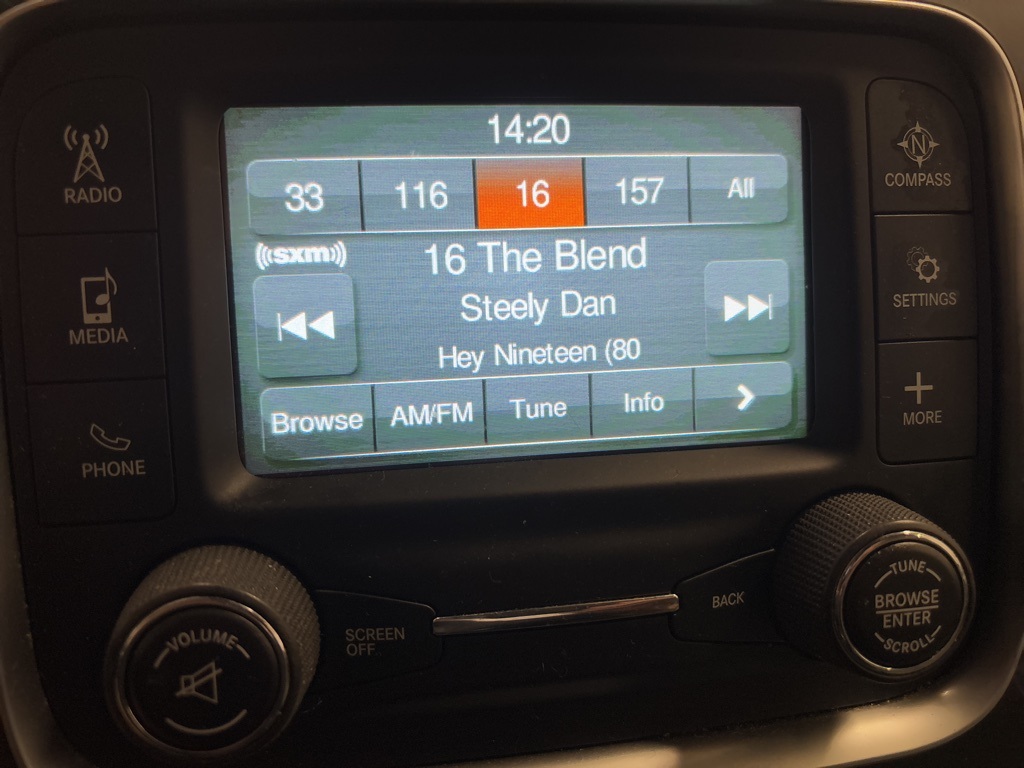 14:20
33 116 16 157 All
((sxm))
16 The Blend
Steely Dan
Hey Nineteen (80
Browse AM/FM Tune Info >
RADIO
MEDIA
PHONE
N
COMPASS
SETTINGS
MORE
VOLUME
SCREEN
OFF
BACK
TUNE
BROWSE
ENTER
SCROLL